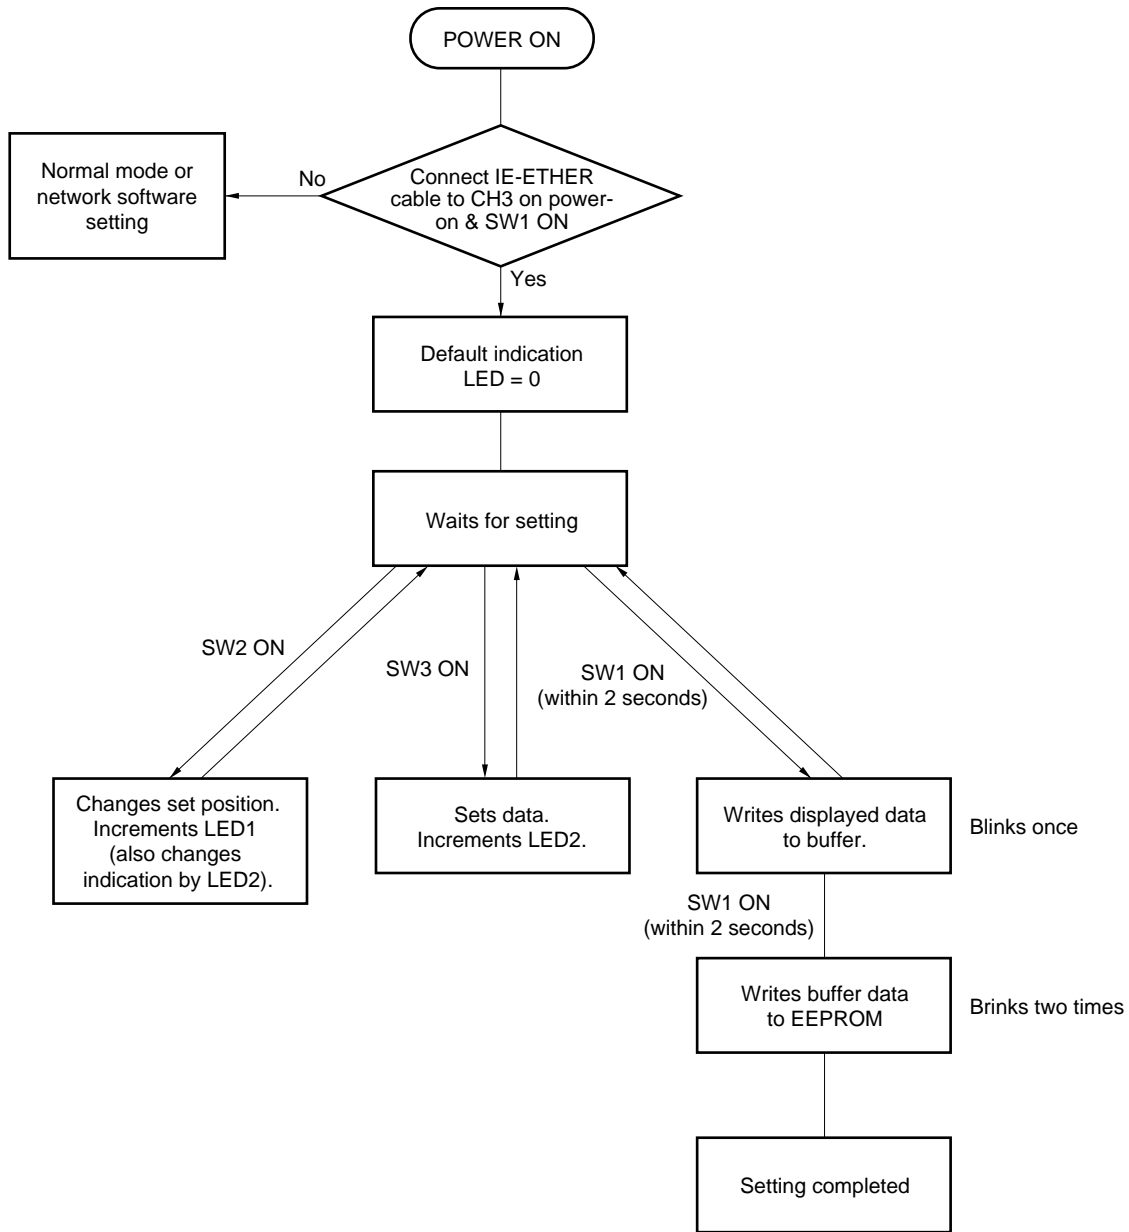 POWER ON
Connect IE-ETHER
cable to CH3 on power-
on & SW1 ON
No
Normal mode or
network software
setting
Yes
Default indication
LED = 0
Waits for setting
SW2 ON
SW3 ON
SW1 ON
(within 2 seconds)
Changes set position.
Increments LED1
(also changes
indication by LED2).
Sets data.
Increments LED2.
Writes displayed data
to buffer.
Blinks once
SW1 ON
(within 2 seconds)
Writes buffer data
to EEPROM
Brinks two times
Setting completed